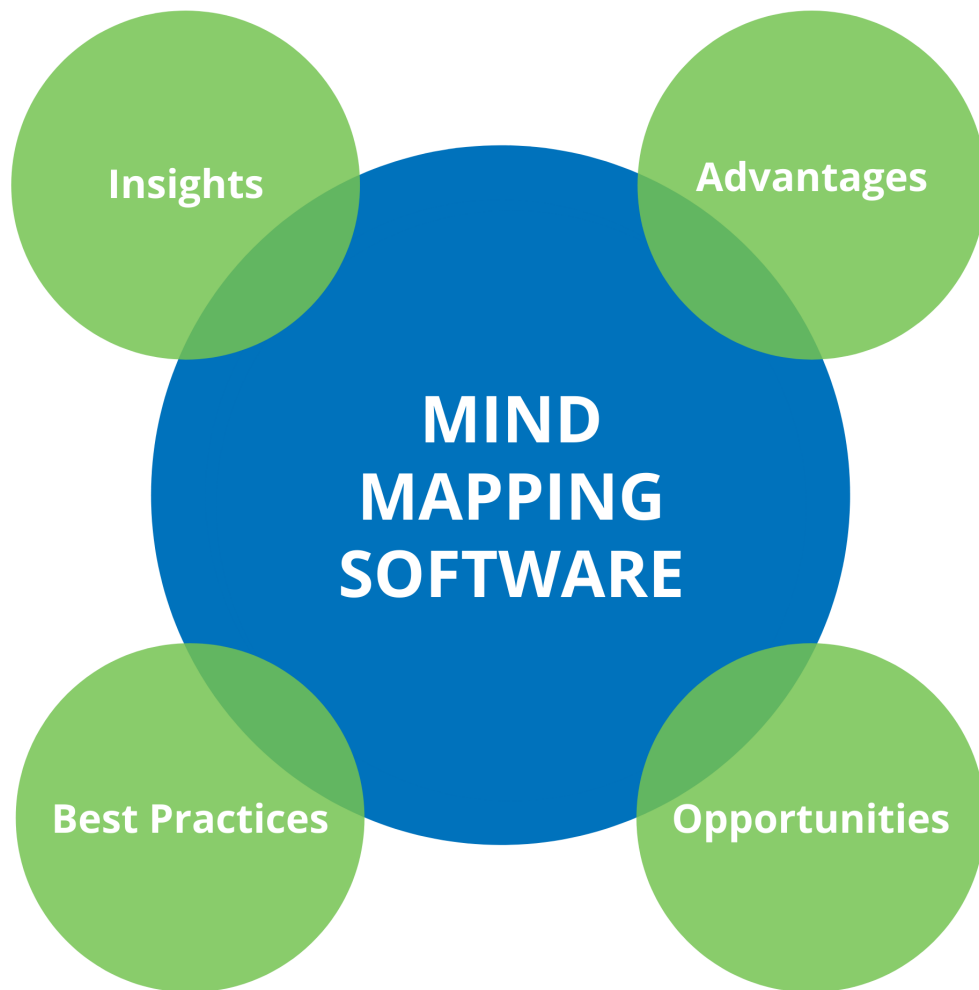 Insights
Advantages
MIND
MAPPING
SOFTWARE
Best Practices
Opportunities